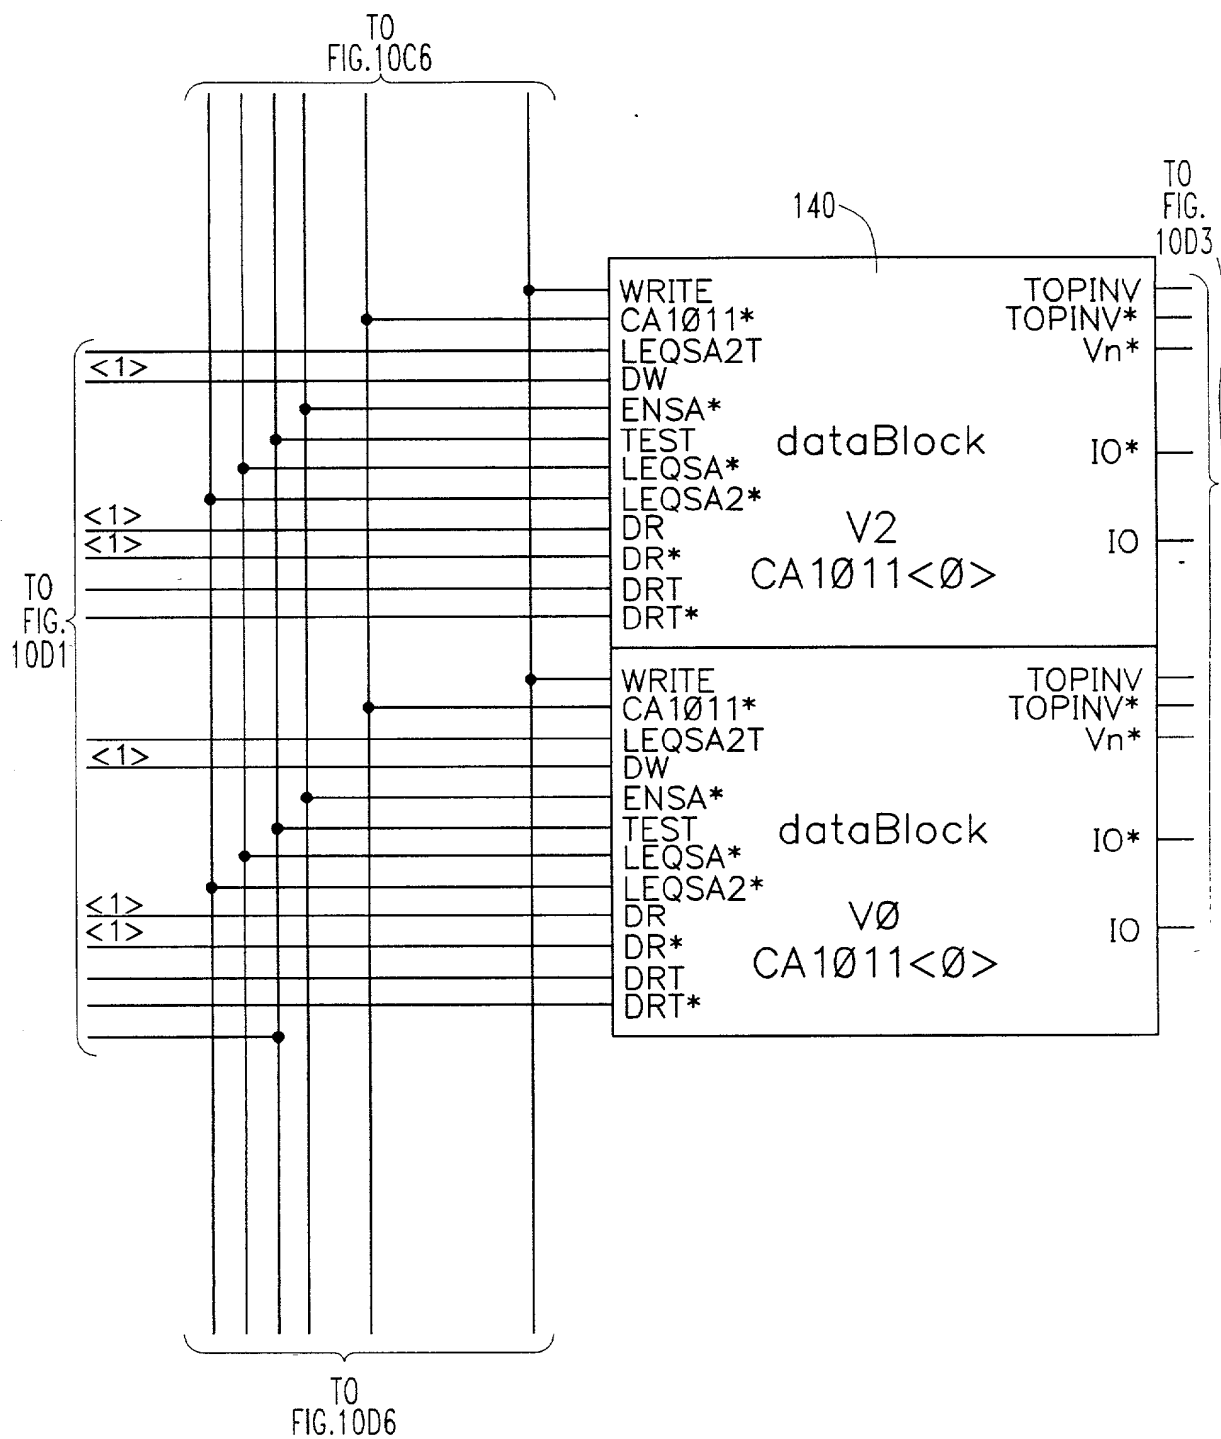 TO
FIG.10C6
TO
FIG.
10D3
140
WRITE
CA1Ø11*
LEQSA2T
<1>
DW
ENSA*
TEST
LEQSA*
LEQSA2*
<1>
DR
<1>
DR*
DRT
DRT*
dataBlock
V2
CA1Ø11<Ø>
TOPINV
TOPINV*
Vn*
IO*
IO
TO
FIG.
10D1
WRITE
CA1Ø11*
LEQSA2T
<1>
DW
ENSA*
TEST
LEQSA*
LEQSA2*
<1>
DR
<1>
DR*
DRT
DRT*
dataBlock
VØ
CA1Ø11<Ø>
TOPINV
TOPINV*
Vn*
IO*
IO
TO
FIG.10D6